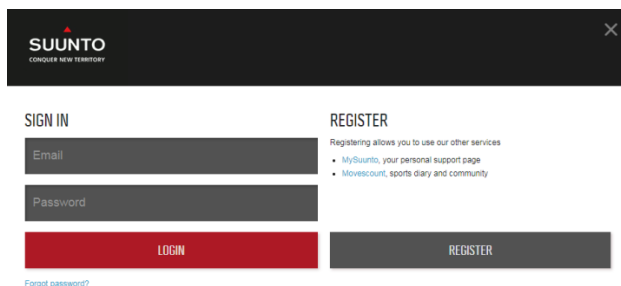 SUUNTO
CONQUER NEW TERRITORY
SIGN IN
Email
Password
LOGIN
Forgot password?
REGISTER
Registering allows you to use our other services
MySuunto, your personal support page
Movescount, sports diary and community
REGISTER